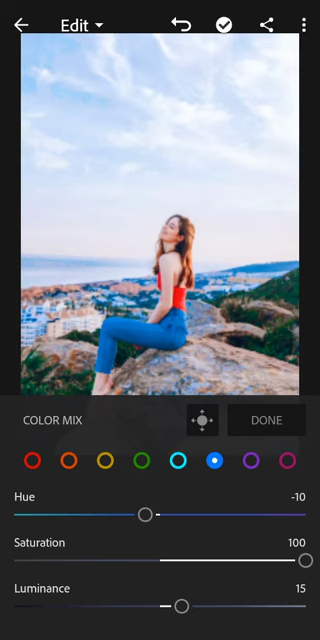 Edit
COLOR MIX
DONE
Hue -10
Saturation 100
Luminance 15